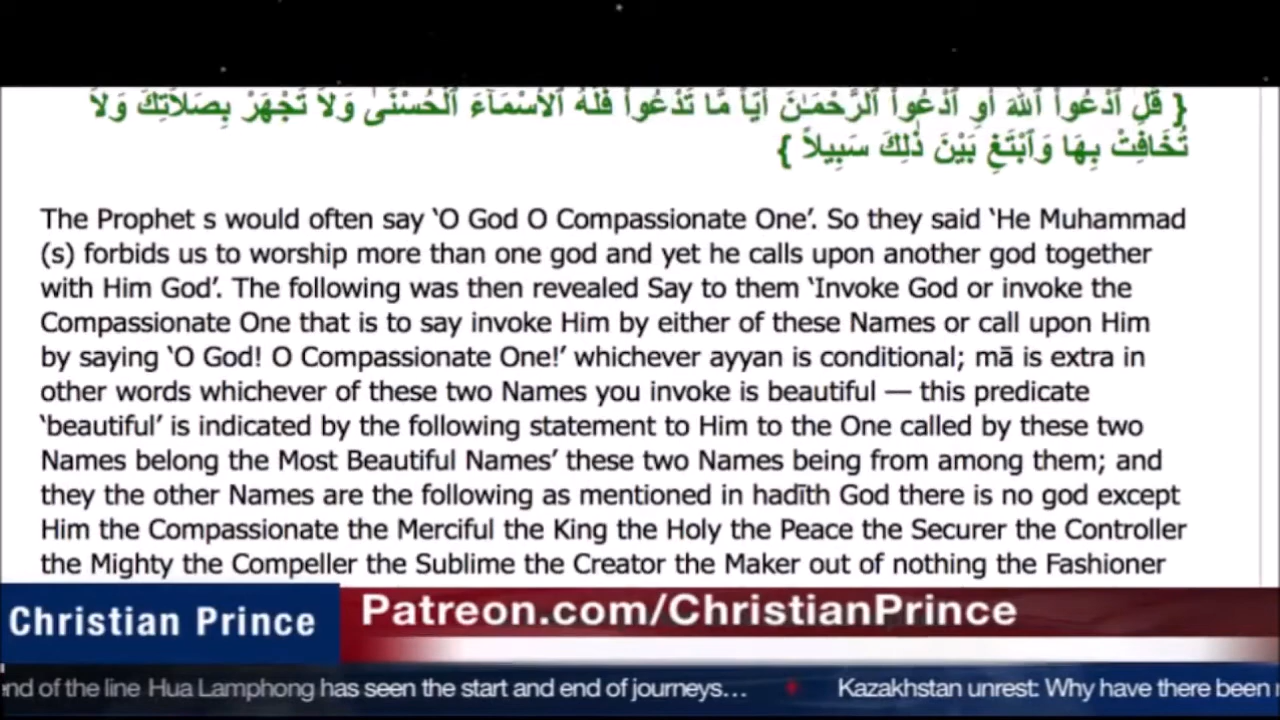 { قُلِ ٱدْعُواْ ٱللَّهَ أَوِ ٱدْعُواْ ٱلرَّحْمَـٰنَ أَيّاً مَّا تَدْعُواْ فَلَهُ ٱلأَسْمَآءَ ٱلْحُسْنَىٰ وَلاَ تَجْهَرْ بِصَلاَتِكَ وَلاَ
تُخَافِتْ بِهَا وَٱبْتَغِ بَيْنَ ذٰلِكَ سَبِيلاً }
The Prophet s would often say ‘O God O Compassionate One’. So they said ‘He Muhammad
(s) forbids us to worship more than one god and yet he calls upon another god together
with Him God’. The following was then revealed Say to them ‘Invoke God or invoke the
Compassionate One that is to say invoke Him by either of these Names or call upon Him
by saying ‘O God! O Compassionate One!’ whichever ayyan is conditional; mā is extra in
other words whichever of these two Names you invoke is beautiful — this predicate
‘beautiful’ is indicated by the following statement to Him to the One called by these two
Names belong the Most Beautiful Names’ these two Names being from among them; and
they the other Names are the following as mentioned in hadīth God there is no god except
Him the Compassionate the Merciful the King the Holy the Peace the Securer the Controller
the Mighty the Compeller the Sublime the Creator the Maker out of nothing the Fashioner
Christian Prince
Patreon.com/ChristianPrince
nd of the line Hua Lamphong has seen the start and end of journeys... Kazakhstan unrest: Why have there been